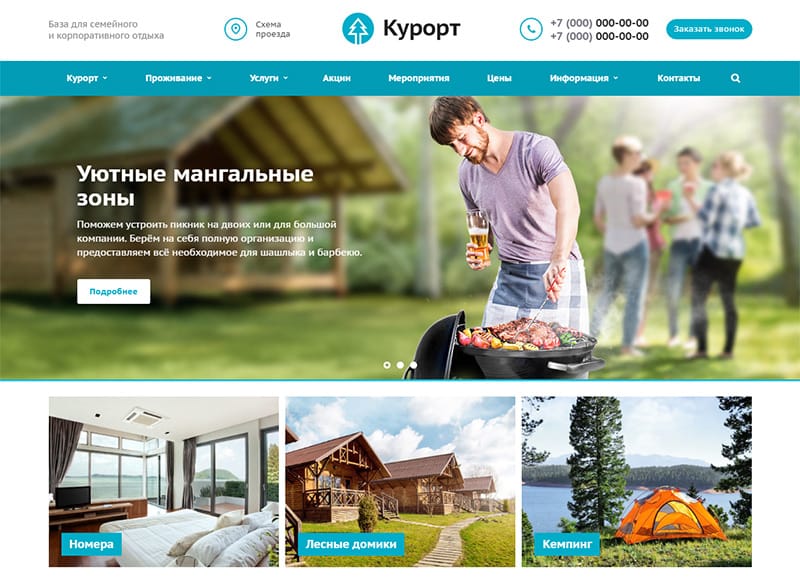 База для семейного
и корпоративного отдыха
Схема
проезда
Курорт
+7 (000) 000-00-00
+7 (000) 000-00-00
Заказать звонок
Курорт Проживание Услуги Акции Мероприятия Цены Информация Контакты
Уютные мангальные
зоны
Поможем устроить пикник на двоих или для большой
компании. Берём на себя полную организацию и
предоставляем всё необходимое для шашлыка и барбекю.
Подробнее
Номера
Лесные домики
Кемпинг